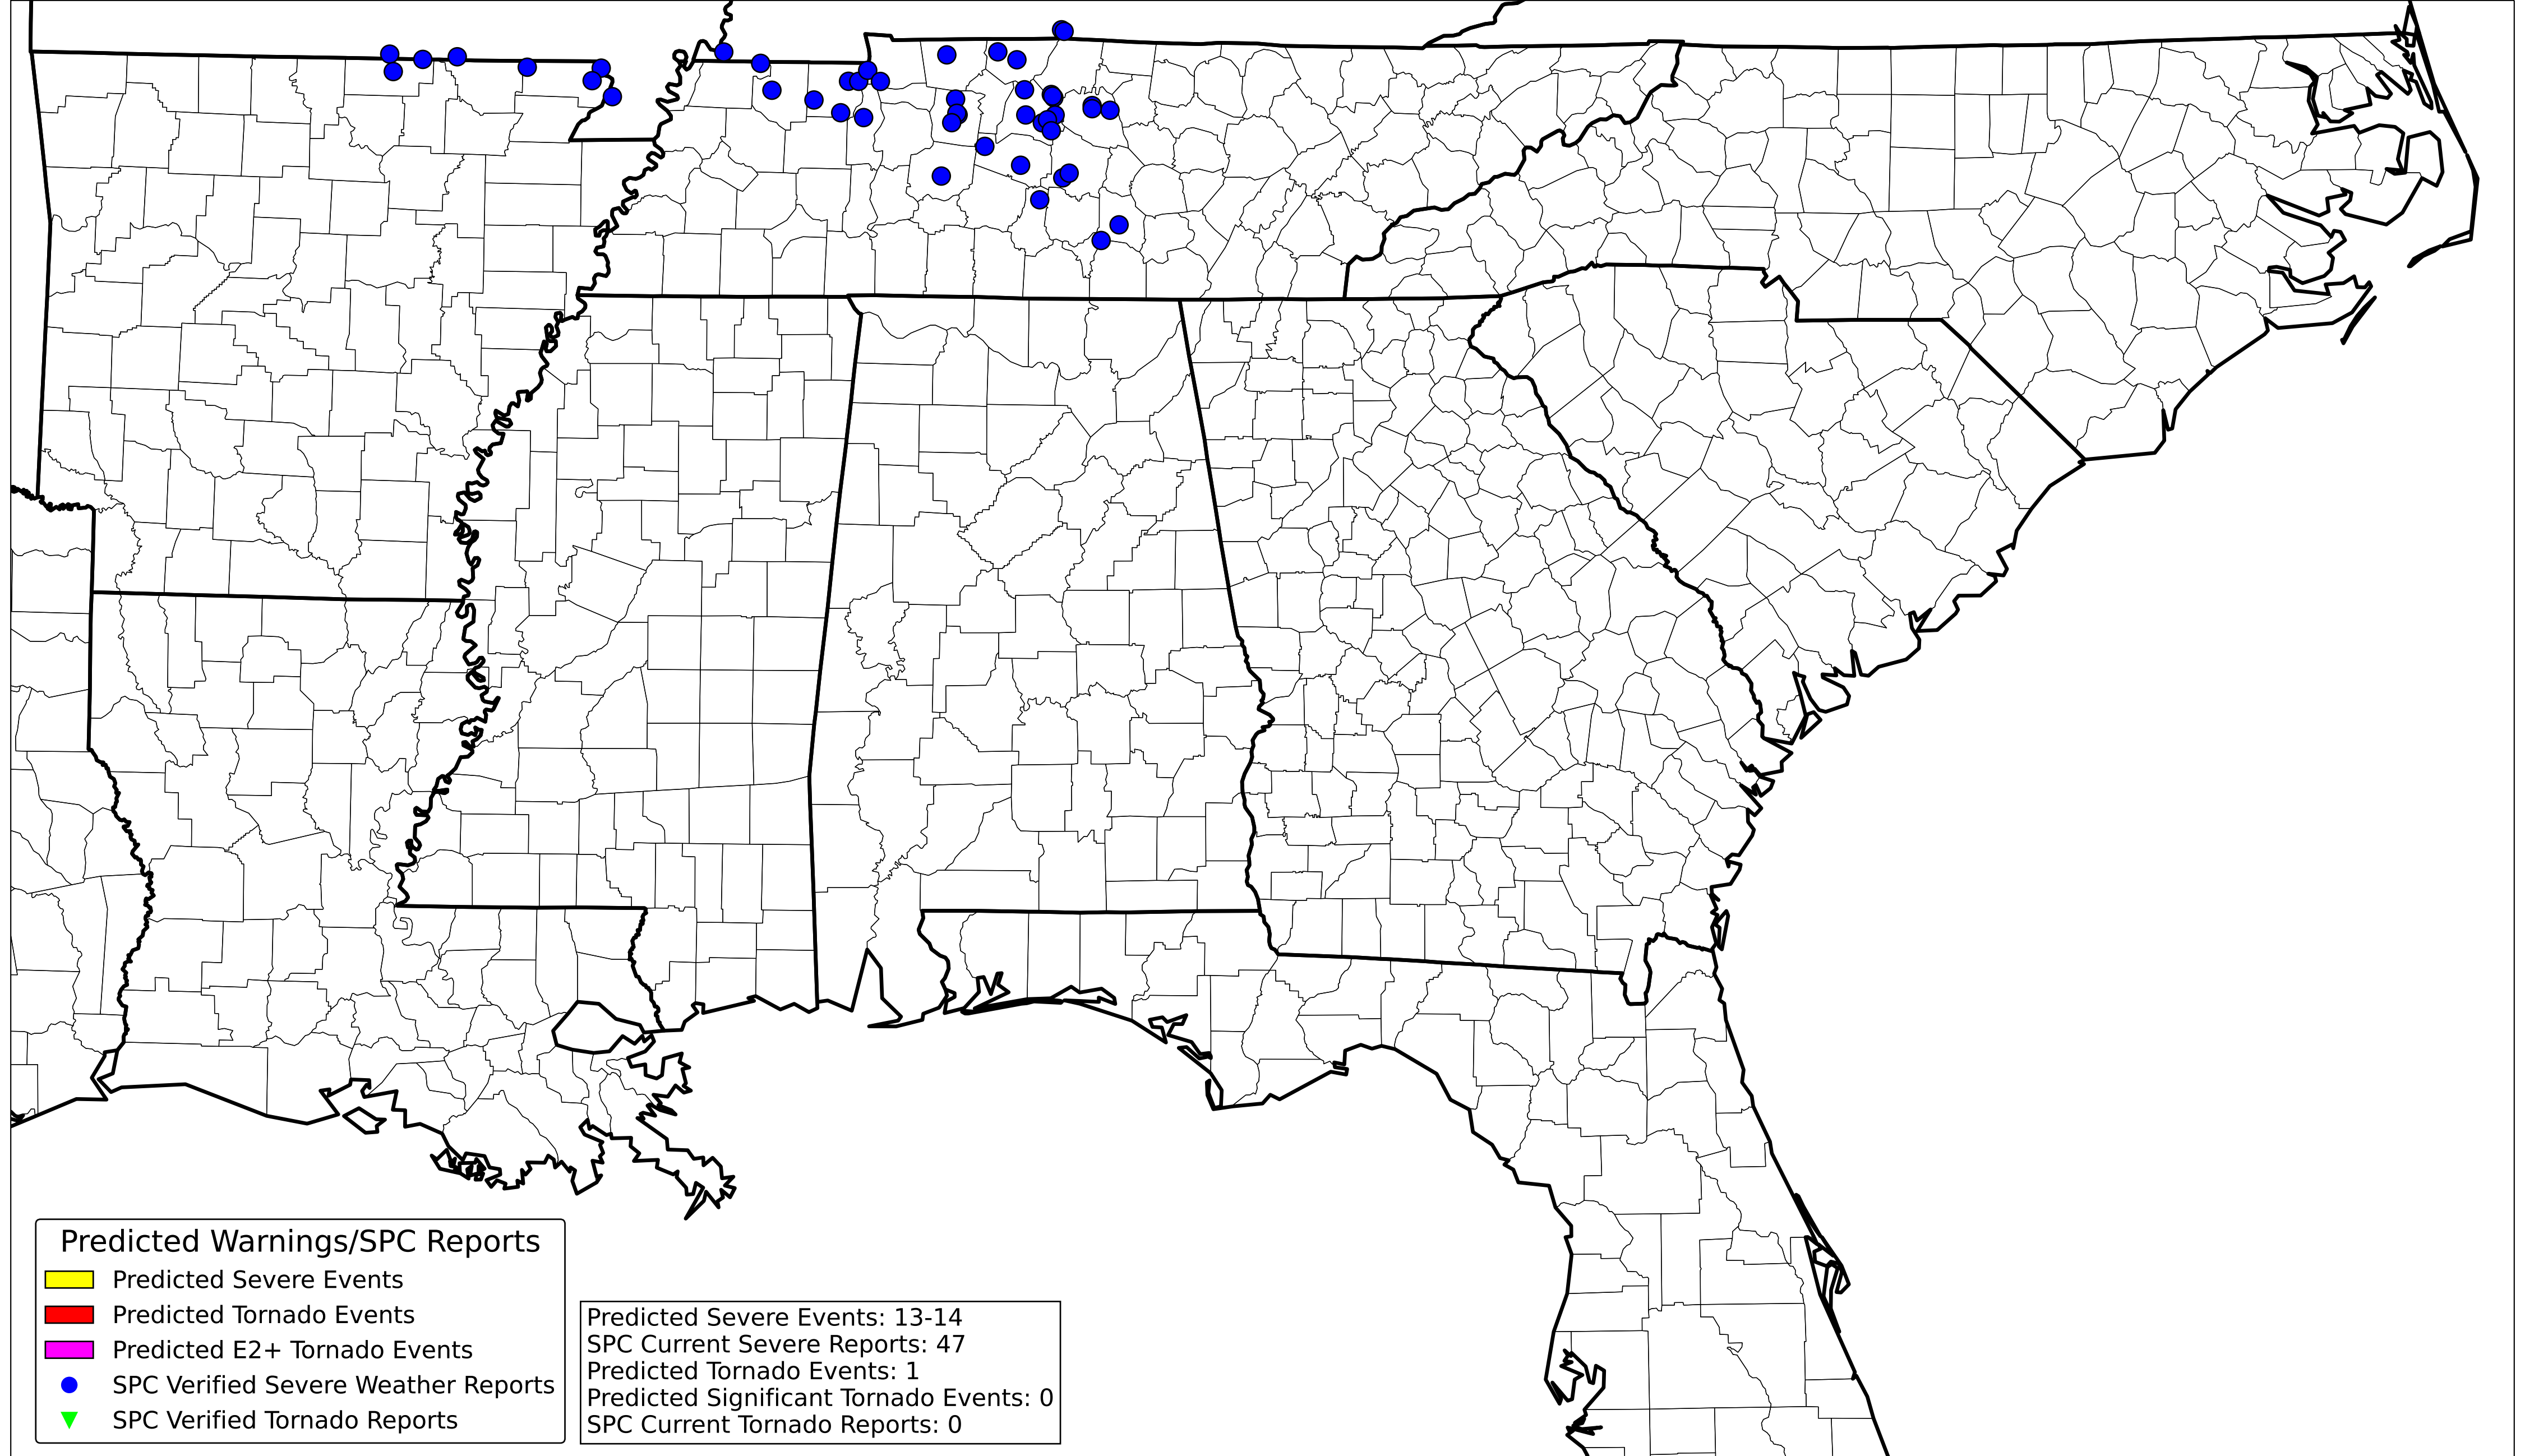 Predicted Warnings/SPC Reports
Predicted Severe Events
Predicted Tornado Events
Predicted E2+ Tornado Events
SPC Verified Severe Weather Reports
SPC Verified Tornado Reports
Predicted Severe Events: 13-14
SPC Current Severe Reports: 47
Predicted Tornado Events: 1
Predicted Significant Tornado Events: 0
SPC Current Tornado Reports: 0